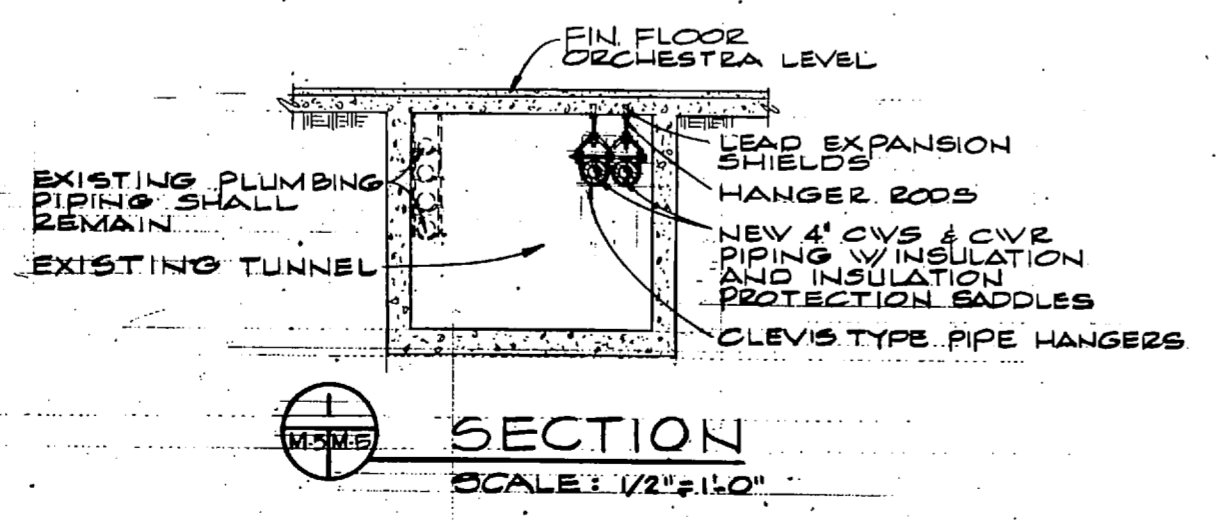 FIN. FLOOR
ORCHESTRA LEVEL
EXISTING PLUMBING
PIPING SHALL
REMAIN
EXISTING TUNNEL
LEAD EXPANSION
SHIELDS
HANGER RODS
NEW 4" CWS & CWR
PIPING W/INSULATION
AND INSULATION
PROTECTION SADDLES
CLEVIS TYPE PIPE HANGERS
1
M-5 M-5
SECTION
SCALE: 1/2"=1'-0"